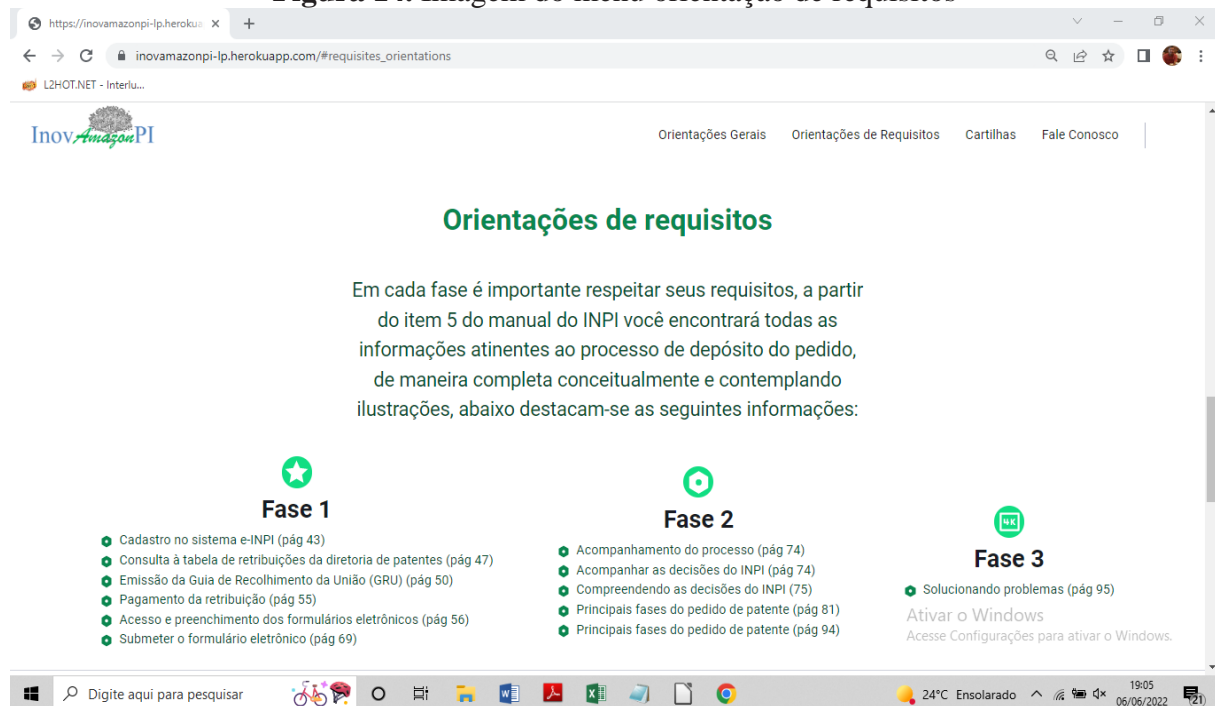 https://inovamazonpi-lp.herokua
inovamazonpi-lp.herokuapp.com/#requisites_orientations
L2HOT.NET - Interlu...
InovAmazonPI
Orientações Gerais Orientações de Requisitos Cartilhas Fale Conosco
Orientações de requisitos
Em cada fase é importante respeitar seus requisitos, a partir
do item 5 do manual do INPI você encontrará todas as
informações atinentes ao processo de depósito do pedido,
de maneira completa conceitualmente e contemplando
ilustrações, abaixo destacam-se as seguintes informações:
Fase 1
Cadastro no sistema e-INPI (pág 43)
Consulta à tabela de retribuições da diretoria de patentes (pág 47)
Emissão da Guia de Recolhimento da União (GRU) (pág 50)
Pagamento da retribuição (pág 55)
Acesso e preenchimento dos formulários eletrônicos (pág 56)
Submeter o formulário eletrônico (pág 69)
Fase 2
Acompanhamento do processo (pág 74)
Acompanhar as decisões do INPI (pág 74)
Compreendendo as decisões do INPI (75)
Principais fases do pedido de patente (pág 81)
Principais fases do pedido de patente (pág 94)
4K
Fase 3
Solucionando problemas (pág 95)
Ativar o Windows
Acesse Configurações para ativar o Windows.
Digite aqui para pesquisar
24°C Ensolarado
19:05
06/06/2022
21